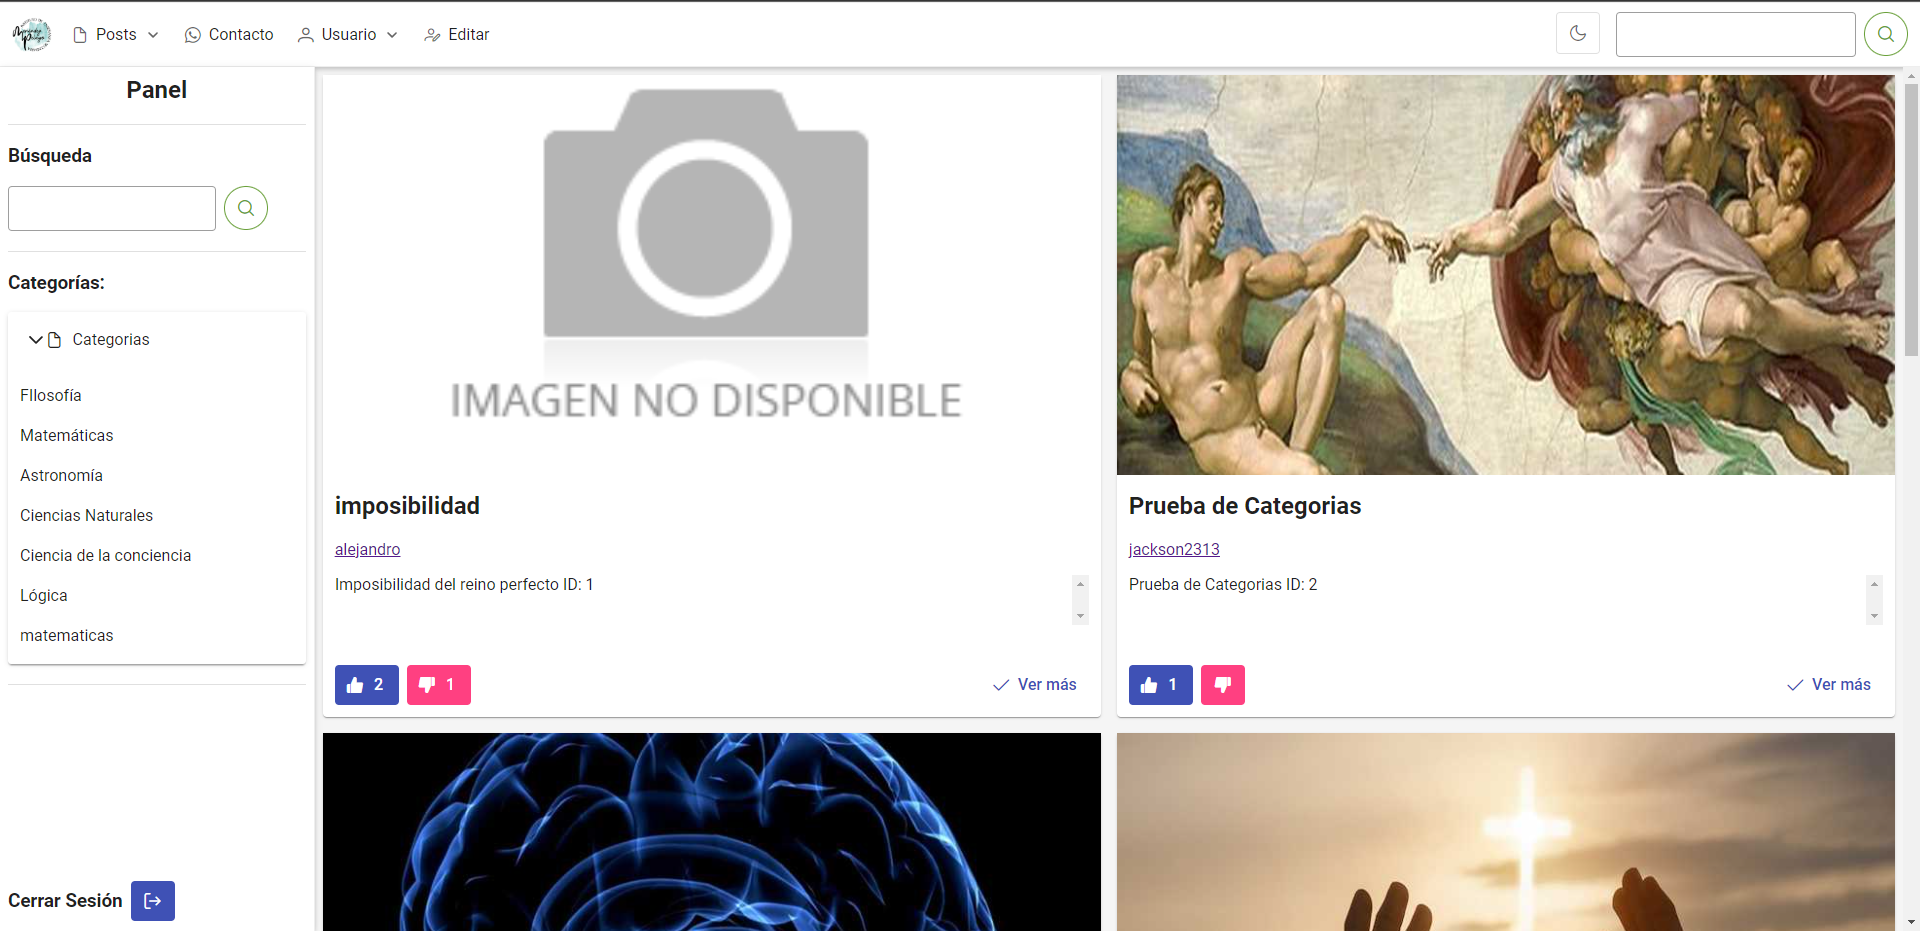 Posts
Contacto
Usuario
Editar
Panel
Búsqueda
Categorías:
Categorias
FIlosofía
Matemáticas
Astronomía
Ciencias Naturales
Ciencia de la conciencia
Lógica
matematicas
Cerrar Sesión
IMAGEN NO DISPONIBLE
imposibilidad
alejandro
Imposibilidad del reino perfecto ID: 1
2
1
Ver más
Prueba de Categorias
jackson2313
Prueba de Categorias ID: 2
1
Ver más